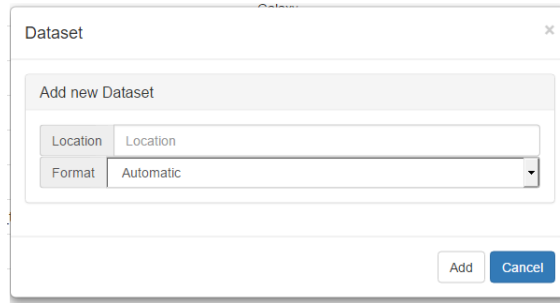 Dataset
×
Add new Dataset
Location Location
Format Automatic
Add Cancel